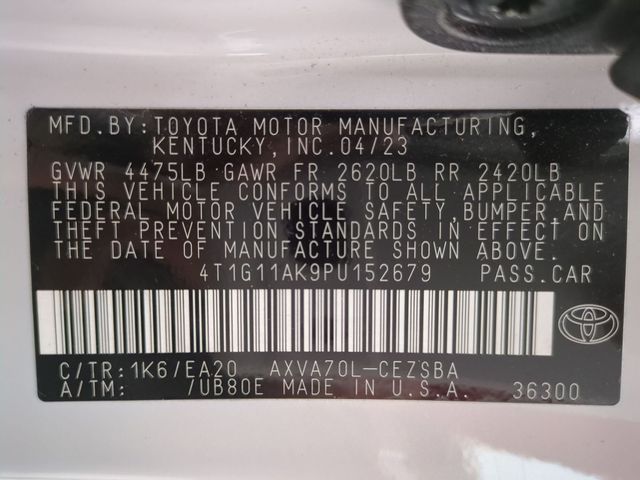 MFD.BY:TOYOTA MOTOR MANUFACTURING,
KENTUCKY,INC.04/23
GVWR 4475LB GAWR FR 2620LB RR 2420LB
THIS VEHICLE CONFORMS TO ALL APPLICABLE
FEDERAL MOTOR VEHICLE SAFETY,BUMPER,AND
THEFT PREVENTION STANDARDS IN EFFECT ON
THE DATE OF MANUFACTURE SHOWN ABOVE.
4T1G11AK9PU152679 PASS.CAR
C/TR:1K6/EA20 AXVA70L-CEZSBA
A/TM: /UB80E MADE IN U.S.A. 36300